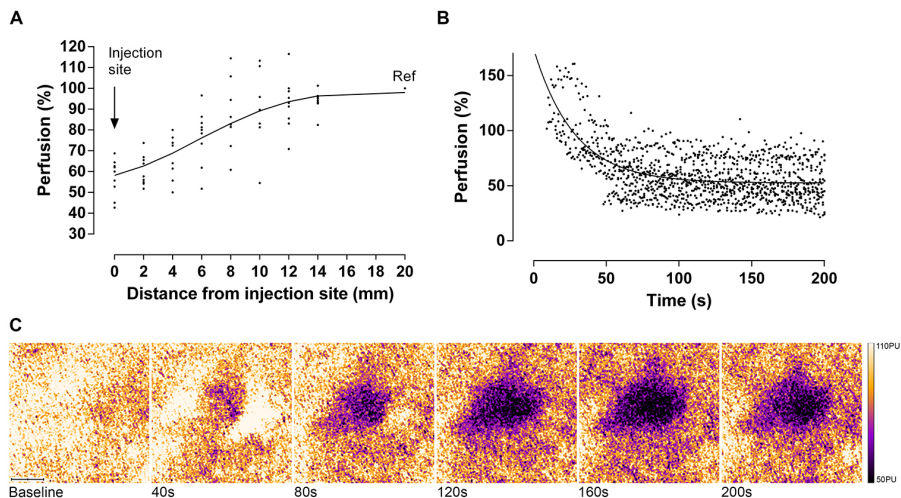 A
Perfusion (%)
120
110
100
90
80
70
60
50
40
30
Injection
site
Ref
0 2 4 6 8 10 12 14 20
Distance from injection site (mm)
B
Perfusion (%)
150
100
50
0
0 50 100 150 200
Time (s)
C
110PU
50PU
Baseline 40s 80s 120s 160s 200s